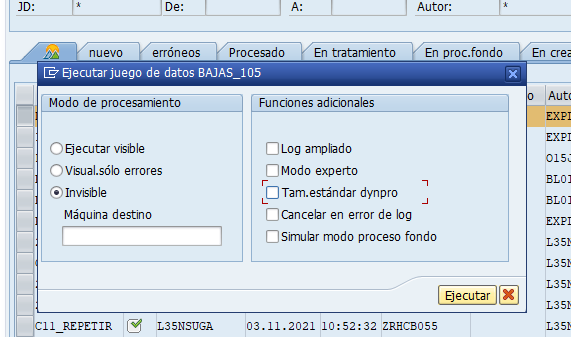 JD: * De: A: Autor: *
nuevo erróneos Procesado En tratamiento En proc.fondo En crea
Ejecutar juego de datos BAJAS_105
Modo de procesamiento
Ejecutar visible
Visual.sólo errores
Invisible
Máquina destino
Funciones adicionales
Log ampliado
Modo experto
Tam.estándar dynpro
Cancelar en error de log
Simular modo proceso fondo
Ejecutar
o Auto
EXPI
EXPI
O15J
BL01
BL01
EXPI
L35N
L35N
L35N
L35N
C11_REPETIR L35NSUGA 03.11.2021 10:52:32 ZRHCB055 L35N